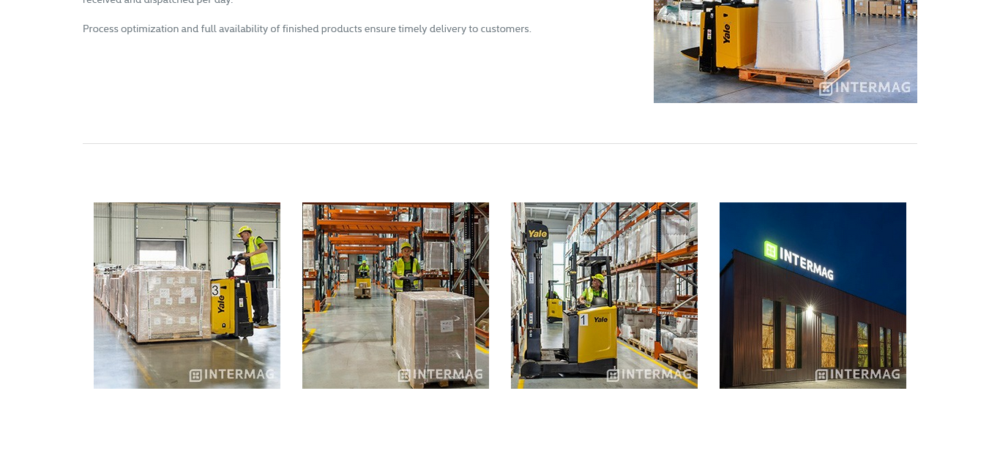 received and dispatched per day.
Process optimization and full availability of finished products ensure timely delivery to customers.
Yale
INTERMAG
3
Yale
INTERMAG
INTERMAG
Yale
1
Yale
INTERMAG
INTERMAG
INTERMAG